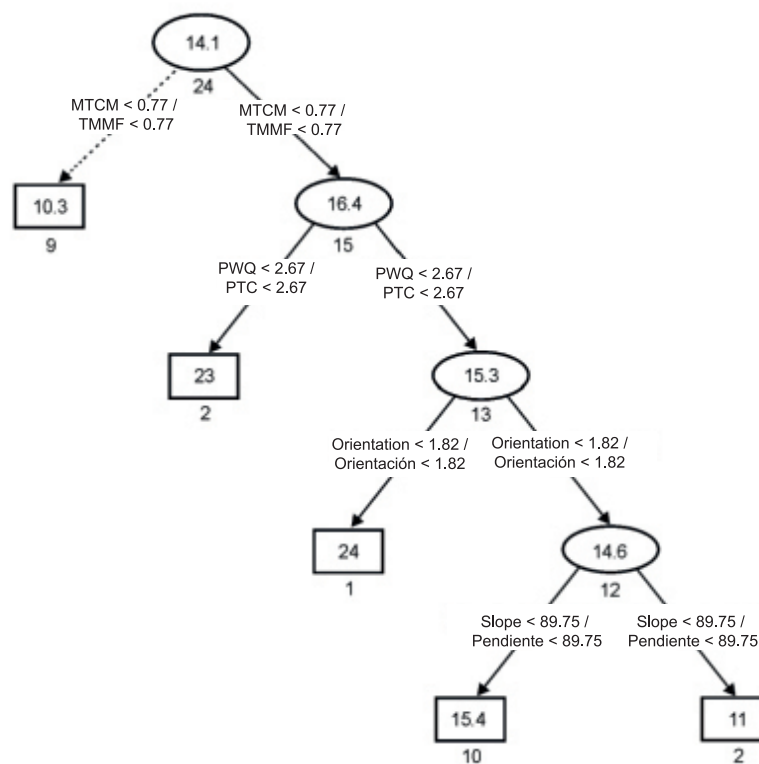 14.1
24
MTCM < 0.77 /
TMMF < 0.77
MTCM < 0.77 /
TMMF < 0.77
10.3
9
16.4
15
PWQ < 2.67 /
PTC < 2.67
PWQ < 2.67 /
PTC < 2.67
23
2
15.3
13
Orientation < 1.82 /
Orientación < 1.82
Orientation < 1.82 /
Orientación < 1.82
24
1
14.6
12
Slope < 89.75 /
Pendiente < 89.75
Slope < 89.75 /
Pendiente < 89.75
15.4
10
11
2